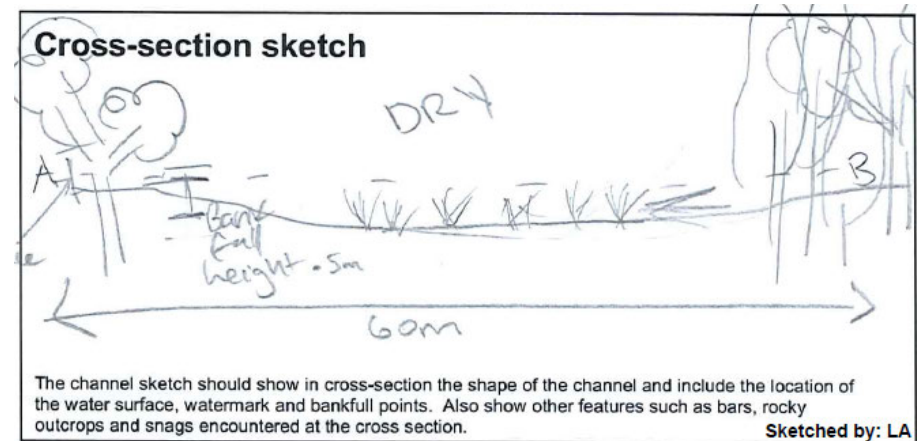 Cross-section sketch
DRY
A
B
Bank
full
height .5m
60m
The channel sketch should show in cross-section the shape of the channel and include the location of
the water surface, watermark and bankfull points. Also show other features such as bars, rocky
outcrops and snags encountered at the cross section.
Sketched by: LA